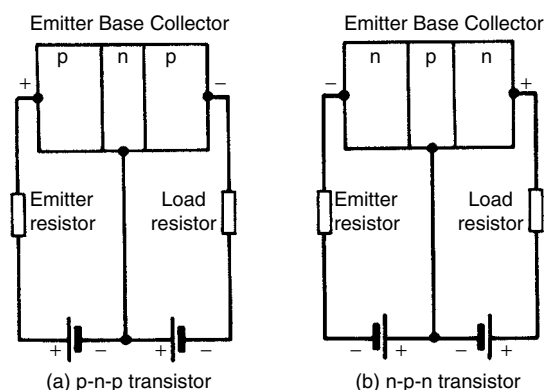 Emitter Base Collector
p n p
+ −
Emitter resistor
Load resistor
+ − + −
(a) p-n-p transistor
Emitter Base Collector
n p n
− +
Emitter resistor
Load resistor
− + − +
(b) n-p-n transistor